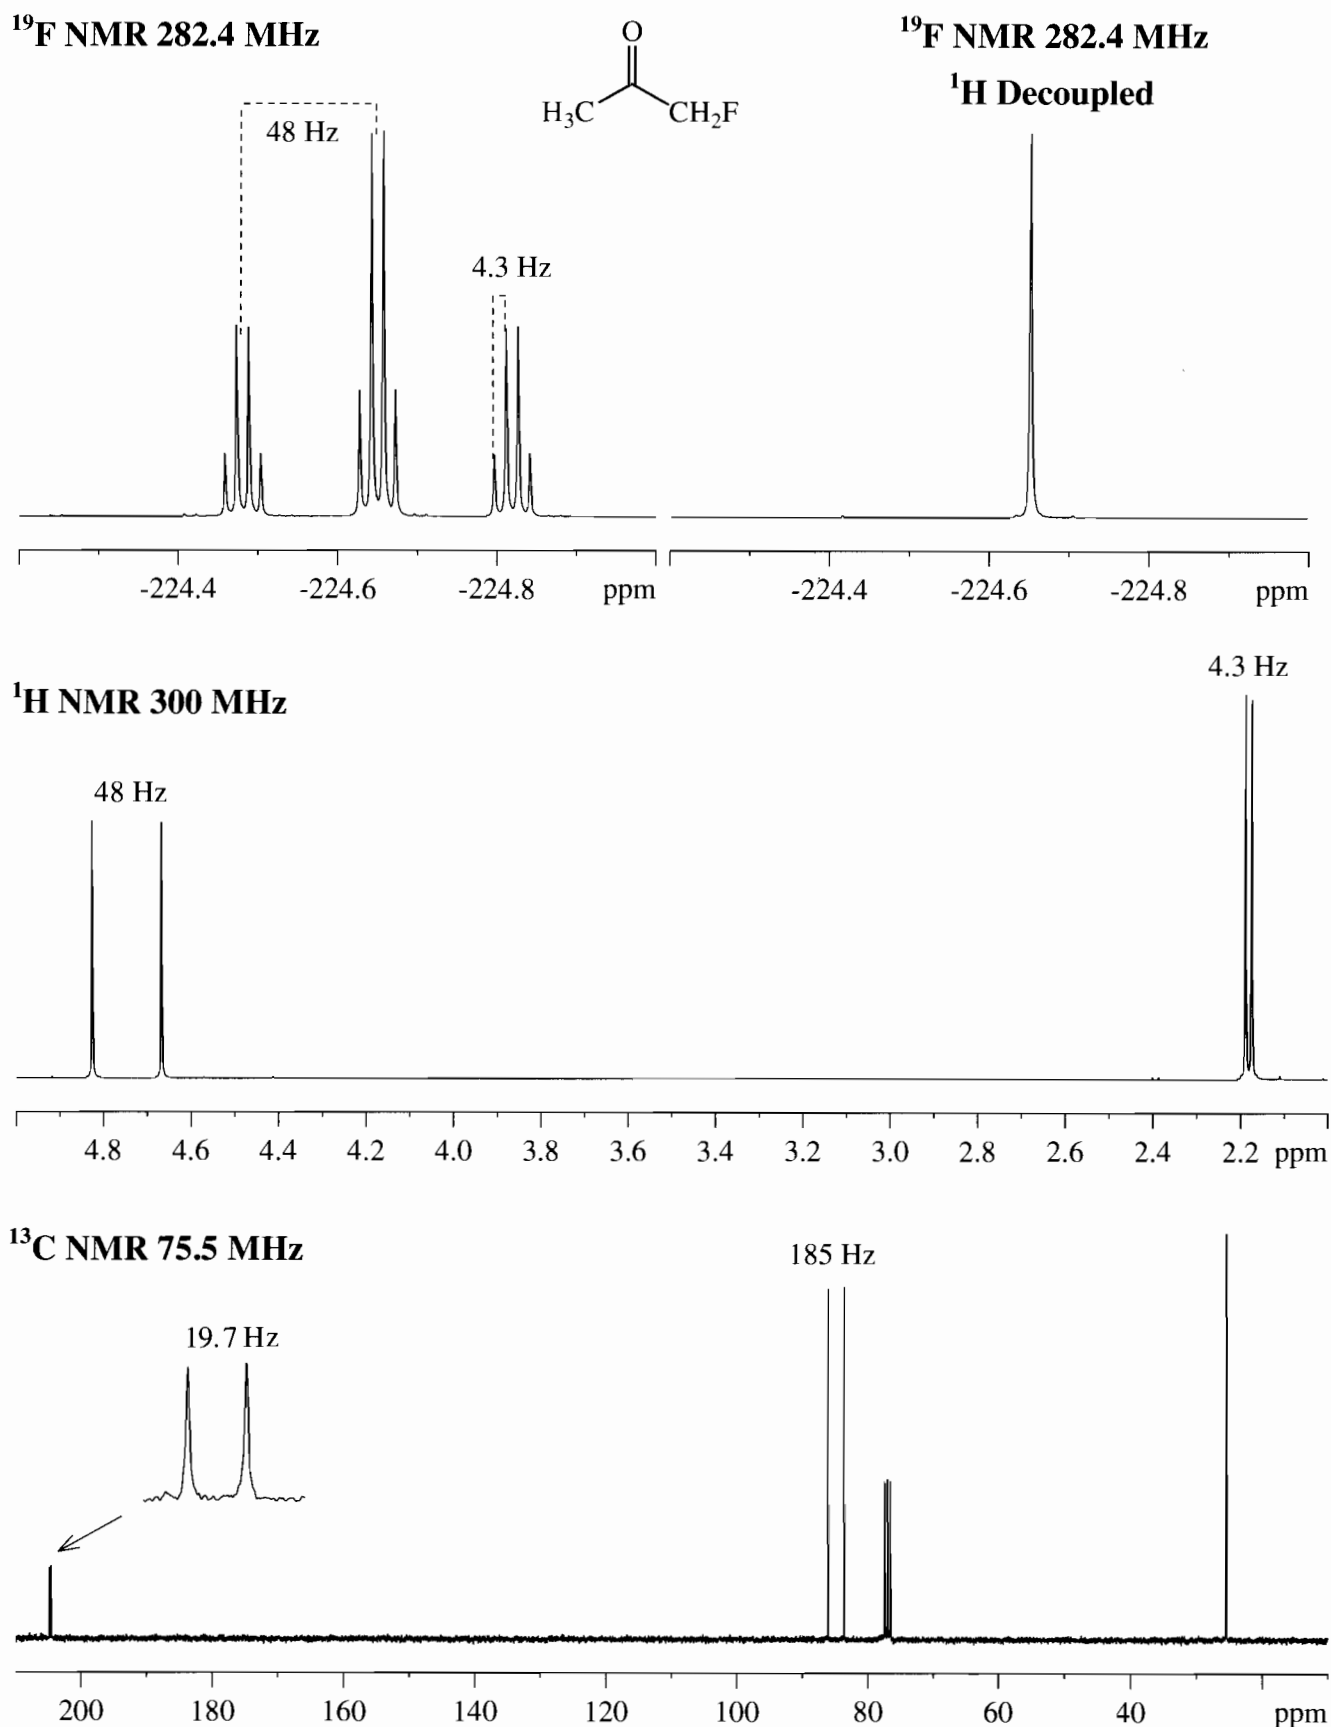 ¹⁹F NMR 282.4 MHz
O
H₃C CH₂F
¹⁹F NMR 282.4 MHz
¹H Decoupled
48 Hz
4.3 Hz
-224.4 -224.6 -224.8 ppm
-224.4 -224.6 -224.8 ppm
¹H NMR 300 MHz
4.3 Hz
48 Hz
4.8 4.6 4.4 4.2 4.0 3.8 3.6 3.4 3.2 3.0 2.8 2.6 2.4 2.2 ppm
¹³C NMR 75.5 MHz
185 Hz
19.7 Hz
200 180 160 140 120 100 80 60 40 ppm